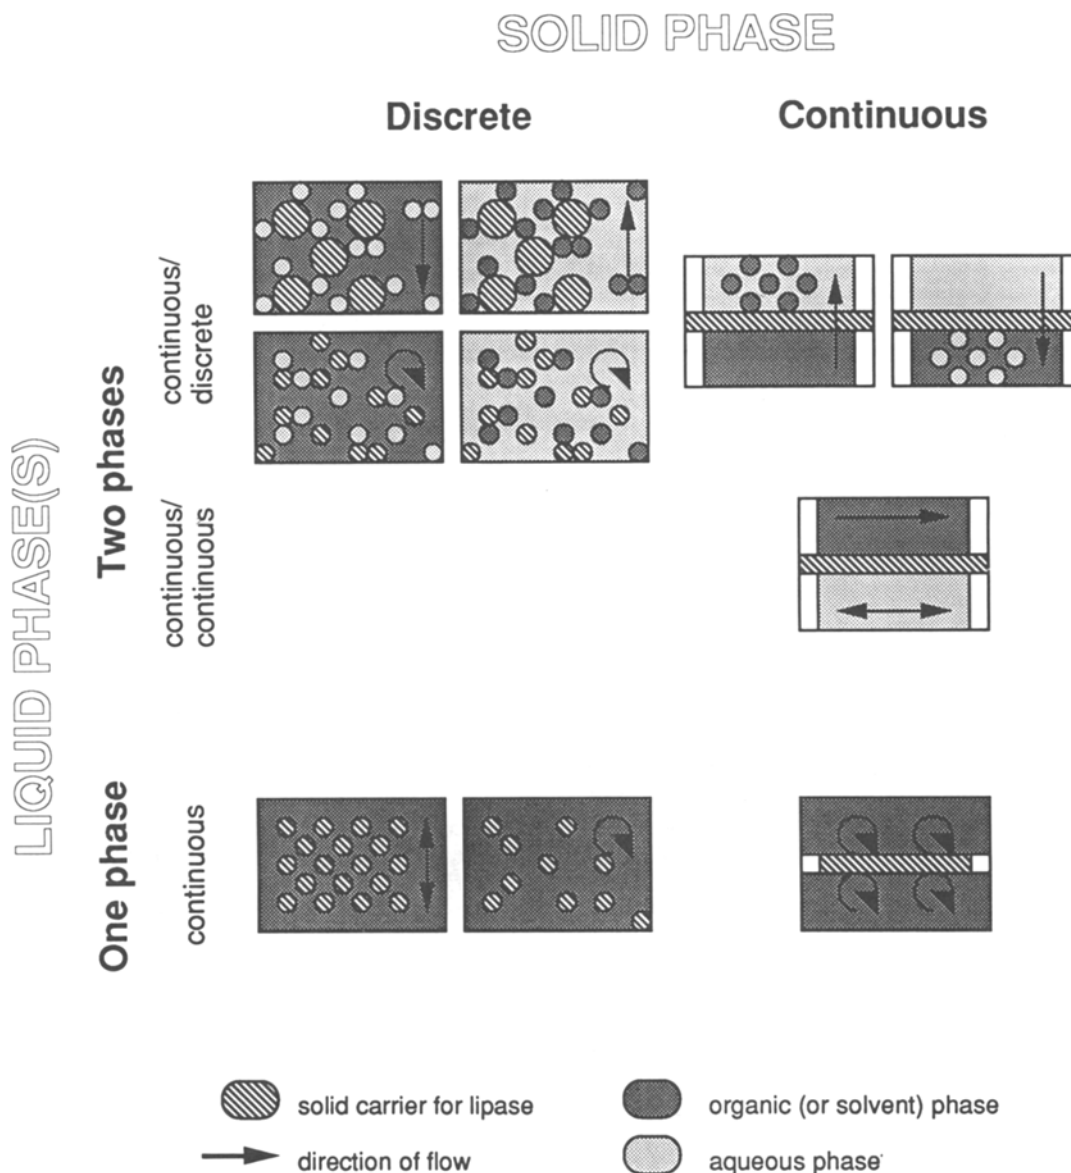 SOLID PHASE
Discrete
Continuous
LIQUID PHASE(S)
Two phases
continuous/
discrete
continuous/
continuous
One phase
continuous
solid carrier for lipase
organic (or solvent) phase
direction of flow
aqueous phase